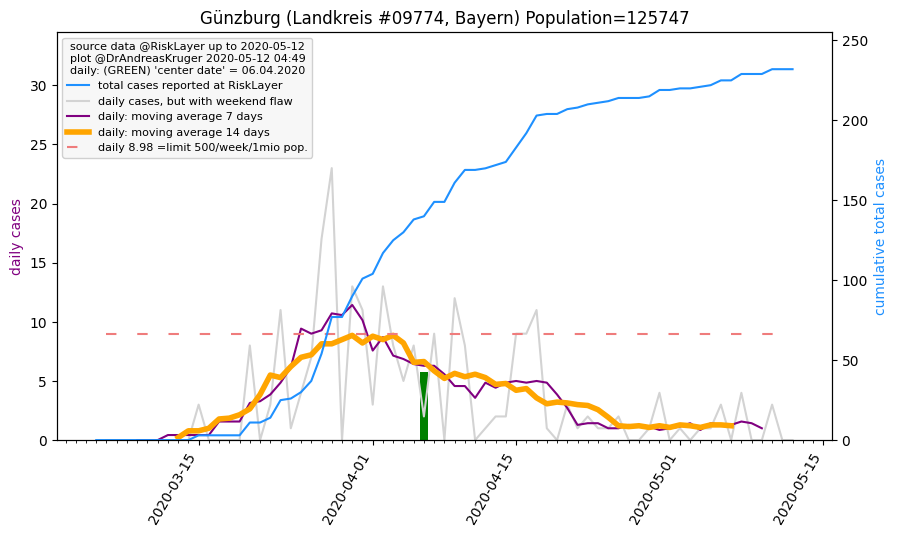 Günzburg (Landkreis #09774, Bayern) Population=125747
source data @RiskLayer up to 2020-05-12
plot @DrAndreasKruger 2020-05-12 04:49
daily: (GREEN) 'center date' = 06.04.2020
total cases reported at RiskLayer
daily cases, but with weekend flaw
daily: moving average 7 days
daily: moving average 14 days
daily 8.98 =limit 500/week/1mio pop.
daily cases
30
25
20
15
10
5
0
cumulative total cases
250
200
150
100
50
0
2020-03-15
2020-04-01
2020-04-15
2020-05-01
2020-05-15